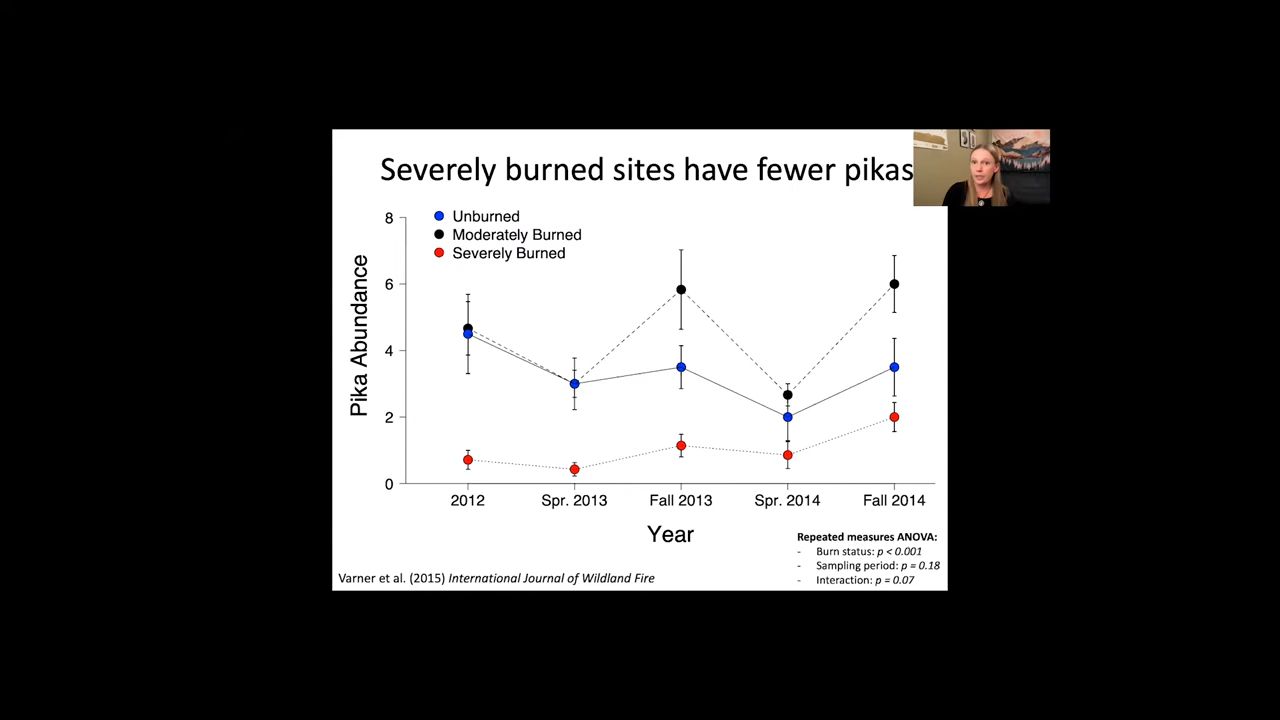 Severely burned sites have fewer pikas
Unburned
Moderately Burned
Severely Burned
8
6
4
2
0
Pika Abundance
2012 Spr. 2013 Fall 2013 Spr. 2014 Fall 2014
Year
Repeated measures ANOVA:
- Burn status: p < 0.001
- Sampling period: p = 0.18
- Interaction: p = 0.07
Varner et al. (2015) International Journal of Wildland Fire